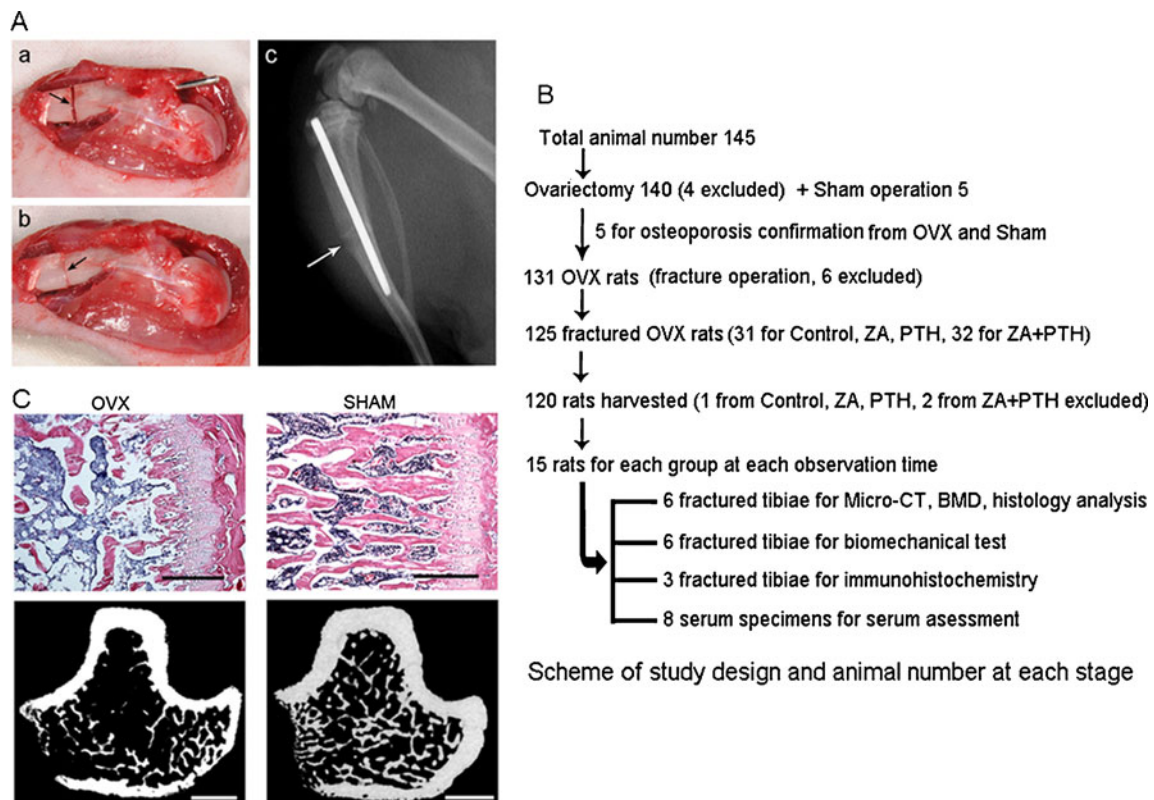 A
a
b
c
B
Total animal number 145
Ovariectomy 140 (4 excluded) + Sham operation 5
5 for osteoporosis confirmation from OVX and Sham
131 OVX rats (fracture operation, 6 excluded)
125 fractured OVX rats (31 for Control, ZA, PTH, 32 for ZA+PTH)
120 rats harvested (1 from Control, ZA, PTH, 2 from ZA+PTH excluded)
15 rats for each group at each observation time
6 fractured tibiae for Micro-CT, BMD, histology analysis
6 fractured tibiae for biomechanical test
3 fractured tibiae for immunohistochemistry
8 serum specimens for serum asessment
Scheme of study design and animal number at each stage
C
OVX
SHAM